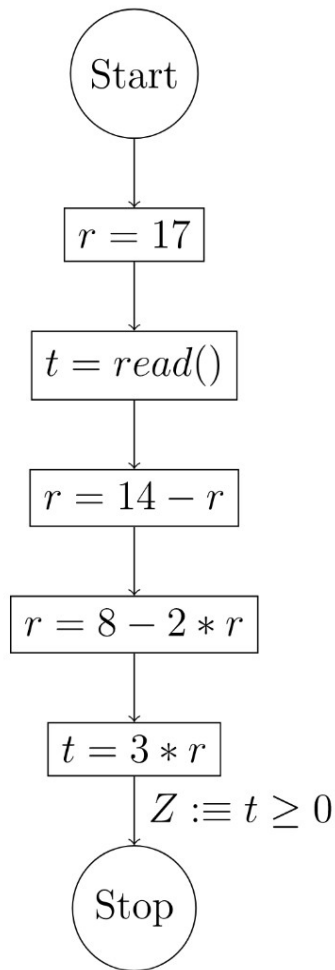 Start
r = 17
t = read()
r = 14 − r
r = 8 − 2 ∗ r
t = 3 ∗ r
Z :≡ t ≥ 0
Stop